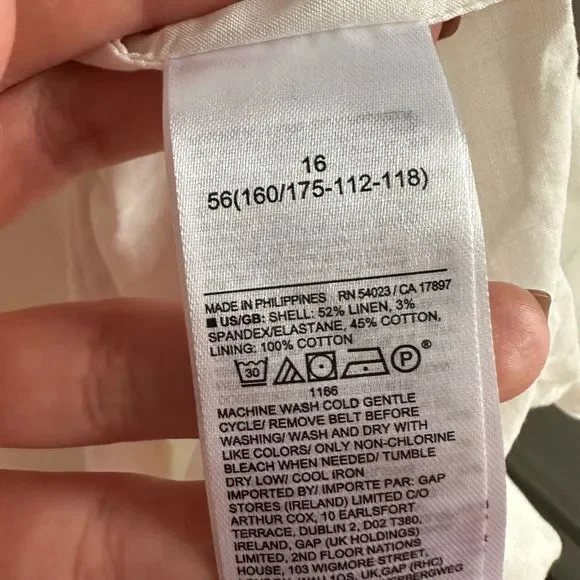 16
56(160/175-112-118)
MADE IN PHILIPPINES RN 54023 / CA 17897
US/GB: SHELL: 52% LINEN, 3%
SPANDEX/ELASTANE, 45% COTTON,
LINING: 100% COTTON
30 P ®
1166
MACHINE WASH COLD GENTLE
CYCLE/ REMOVE BELT BEFORE
WASHING/ WASH AND DRY WITH
LIKE COLORS/ ONLY NON-CHLORINE
BLEACH WHEN NEEDED/ TUMBLE
DRY LOW/ COOL IRON
IMPORTED BY/ IMPORTE PAR: GAP
STORES (IRELAND) LIMITED C/O
ARTHUR COX, 10 EARLSFORT
TERRACE, DUBLIN 2, D02 T380,
IRELAND, GAP (UK HOLDINGS)
LIMITED, 2ND FLOOR NATIONS
HOUSE, 103 WIGMORE STREET,
1QS, UK, GAP (RHC)